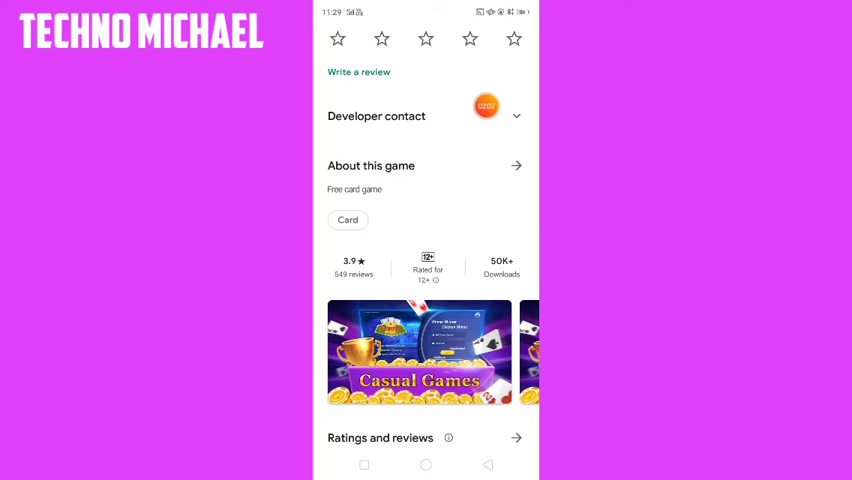 TECHNO MICHAEL
11:29
Write a review
02:02
Developer contact
About this game
Free card game
Card
3.9★
549 reviews
12+
Rated for
12+
50K+
Downloads
Casual Games
Ratings and reviews